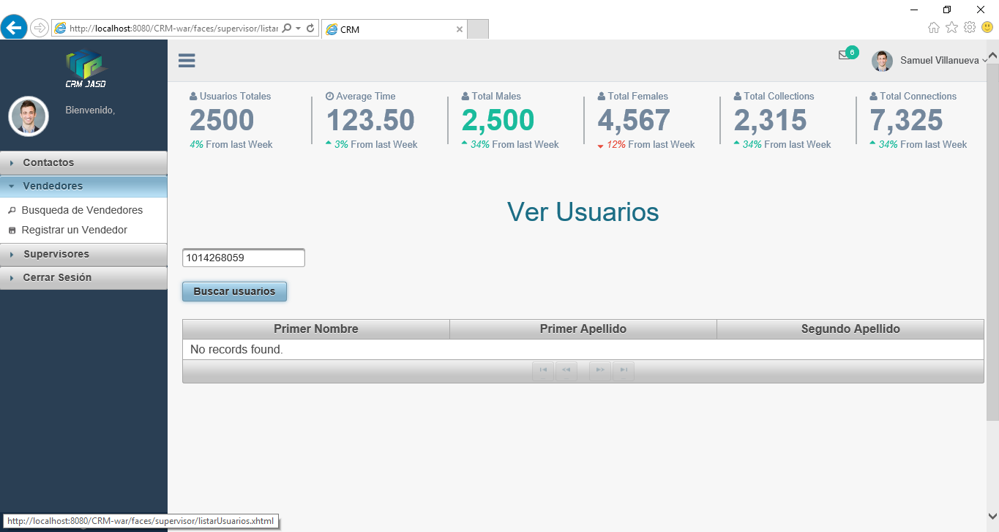 http://localhost:8080/CRM-war/faces/supervisor/listar
CRM
CRM JASD
Bienvenido,
6
Samuel Villanueva
Usuarios Totales
2500
4% From last Week
Average Time
123.50
3% From last Week
Total Males
2,500
34% From last Week
Total Females
4,567
12% From last Week
Total Collections
2,315
34% From last Week
Total Connections
7,325
34% From last Week
Contactos
Vendedores
Busqueda de Vendedores
Registrar un Vendedor
Supervisores
Cerrar Sesión
Ver Usuarios
1014268059
Buscar usuarios
Primer Nombre Primer Apellido Segundo Apellido
No records found.
http://localhost:8080/CRM-war/faces/supervisor/listarUsuarios.xhtml